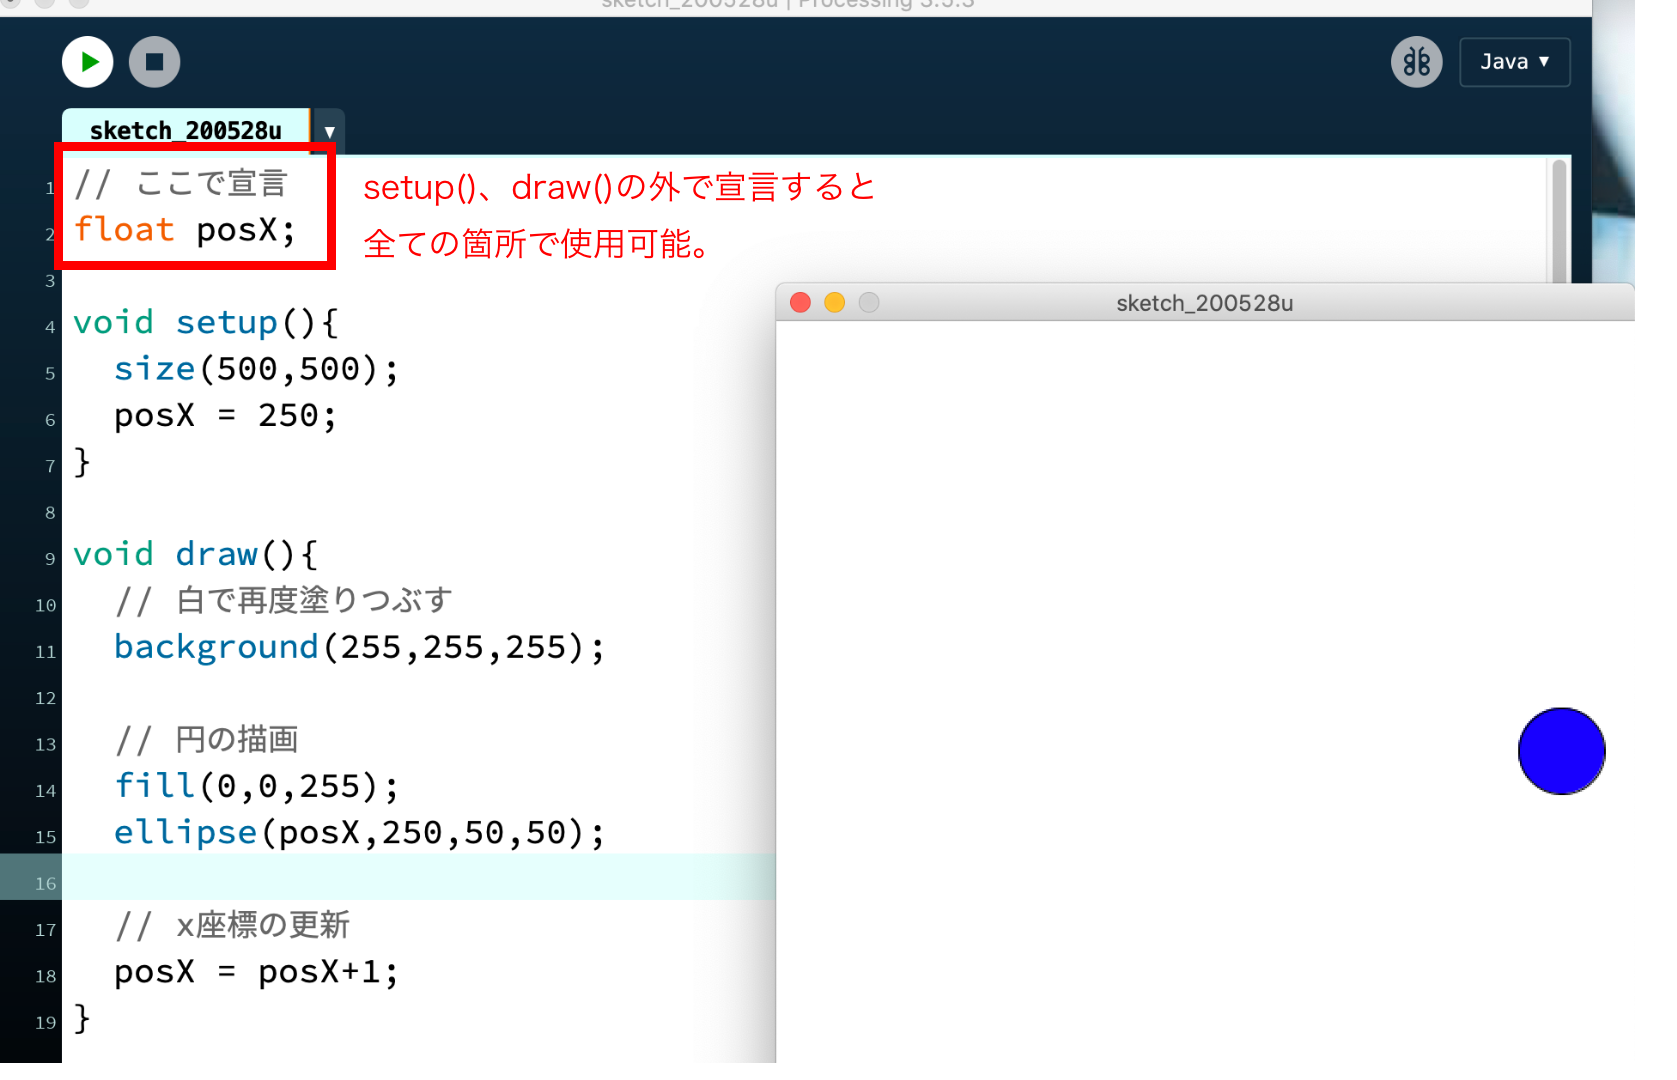 sketch_200528u | Processing 3.5.3
Java ▼
sketch_200528u ▼
1 // ここで宣言
2 float posX;
setup()、draw()の外で宣言すると
全ての箇所で使用可能。
3
sketch_200528u
4 void setup(){
5 size(500,500);
6 posX = 250;
7 }
8
9 void draw(){
10 // 白で再度塗りつぶす
11 background(255,255,255);
12
13 // 円の描画
14 fill(0,0,255);
15 ellipse(posX,250,50,50);
16
17 // x座標の更新
18 posX = posX+1;
19 }